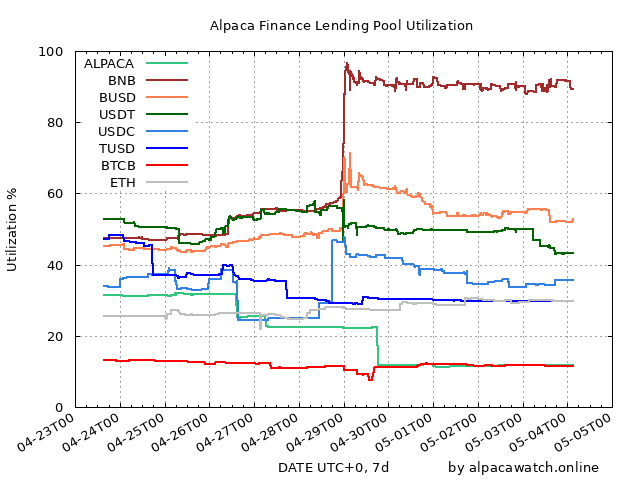 Alpaca Finance Lending Pool Utilization
100
80
60
40
20
0
Utilization %
ALPACA
BNB
BUSD
USDT
USDC
TUSD
BTCB
ETH
04-23T00
04-24T00
04-25T00
04-26T00
04-27T00
04-28T00
04-29T00
04-30T00
05-01T00
05-02T00
05-03T00
05-04T00
05-05T00
DATE UTC+0, 7d
by alpacawatch.online